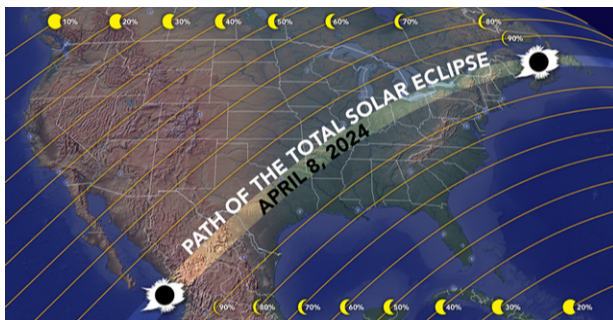 10% 20% 30% 40% 50% 60% 70% 80%
90%
PATH OF THE TOTAL SOLAR ECLIPSE
APRIL 8, 2024
90% 80% 70% 60% 50% 40% 30% 20%